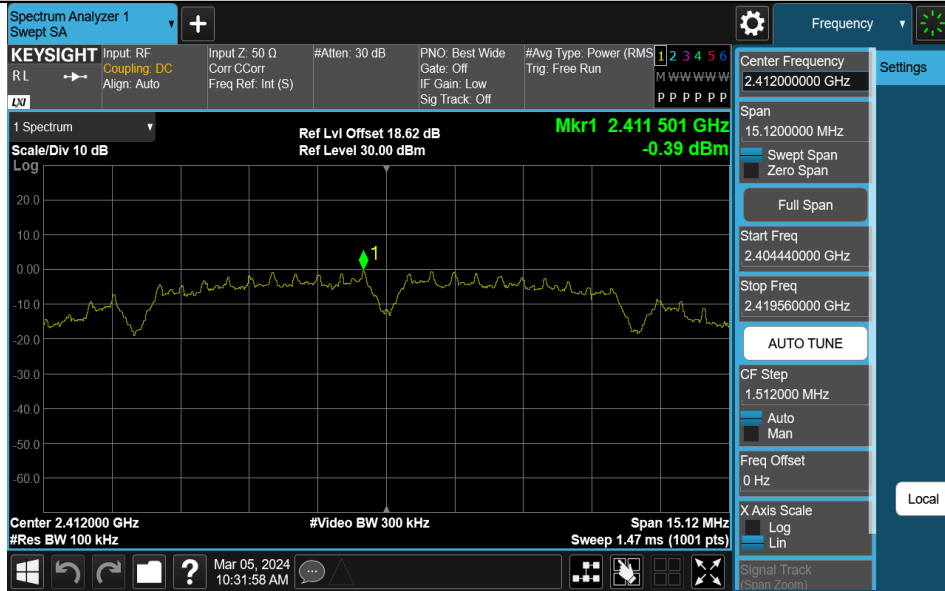 Spectrum Analyzer 1
Swept SA
+
Frequency
KEYSIGHT
RL
LXI
Input: RF
Coupling: DC
Align: Auto
Input Z: 50 Ω
Corr CCorr
Freq Ref: Int (S)
#Atten: 30 dB
PNO: Best Wide
Gate: Off
IF Gain: Low
Sig Track: Off
#Avg Type: Power (RMS
Trig: Free Run
1 2 3 4 5 6
M W W W W W
P P P P P P
1 Spectrum
Scale/Div 10 dB
Log
Ref Lvl Offset 18.62 dB
Ref Level 30.00 dBm
Mkr1 2.411 501 GHz
-0.39 dBm
20.0
10.0
0.00
-10.0
-20.0
-30.0
-40.0
-50.0
-60.0
1
Center 2.412000 GHz
#Res BW 100 kHz
#Video BW 300 kHz
Span 15.12 MHz
Sweep 1.47 ms (1001 pts)
Center Frequency
2.412000000 GHz
Span
15.1200000 MHz
Swept Span
Zero Span
Full Span
Start Freq
2.404440000 GHz
Stop Freq
2.419560000 GHz
AUTO TUNE
CF Step
1.512000 MHz
Auto
Man
Freq Offset
0 Hz
X Axis Scale
Log
Lin
Signal Track
(Span Zoom)
Settings
Local
?
Mar 05, 2024
10:31:58 AM